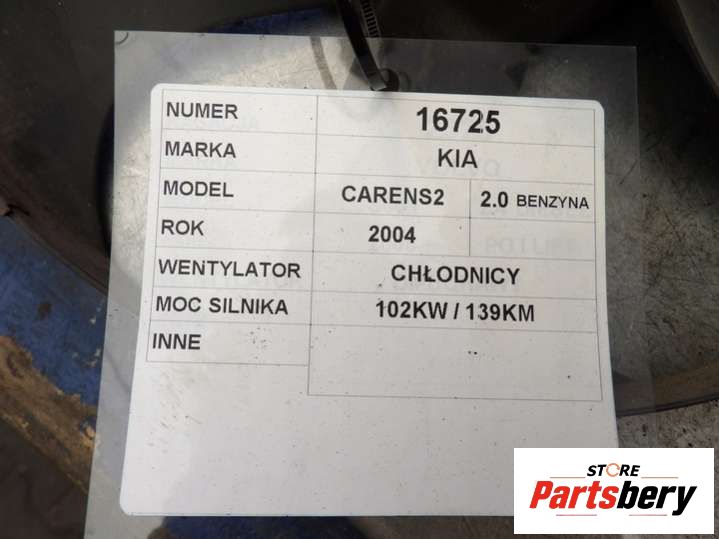 NUMER 16725
MARKA KIA
MODEL CARENS2 2.0 BENZYNA
ROK 2004
WENTYLATOR CHŁODNICY
MOC SILNIKA 102KW / 139KM
INNE
STORE
Partsbery